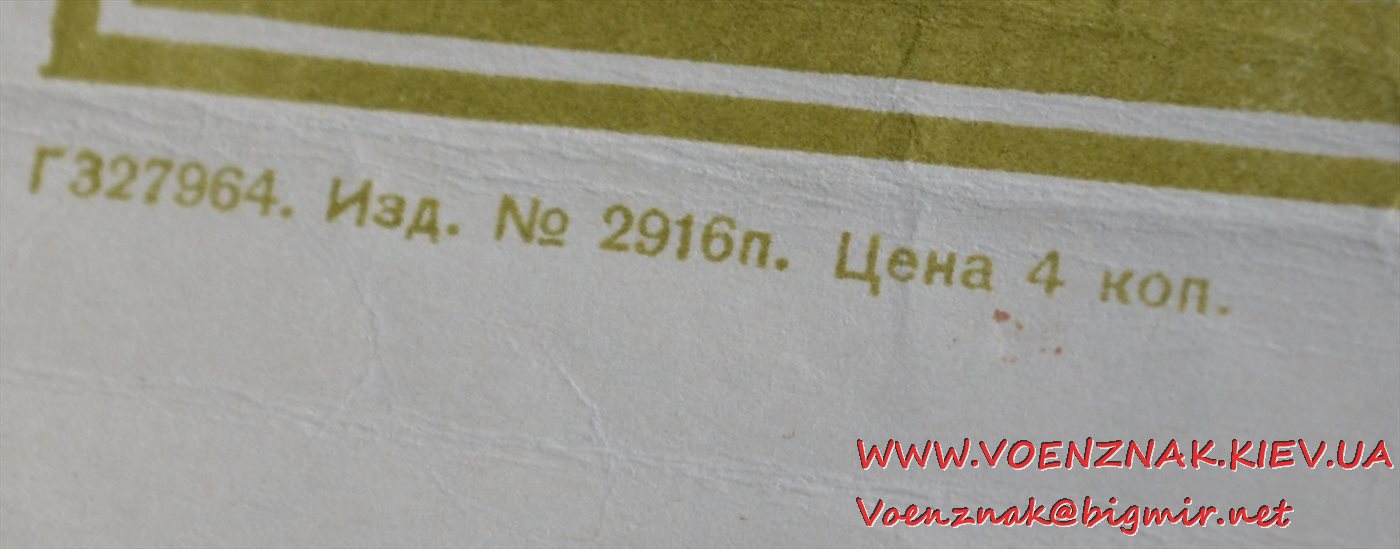 Г327964. Изд. № 2916п. Цена 4 коп.
WWW.VOENZNAK.KIEV.UA
Voenznak@bigmir.net